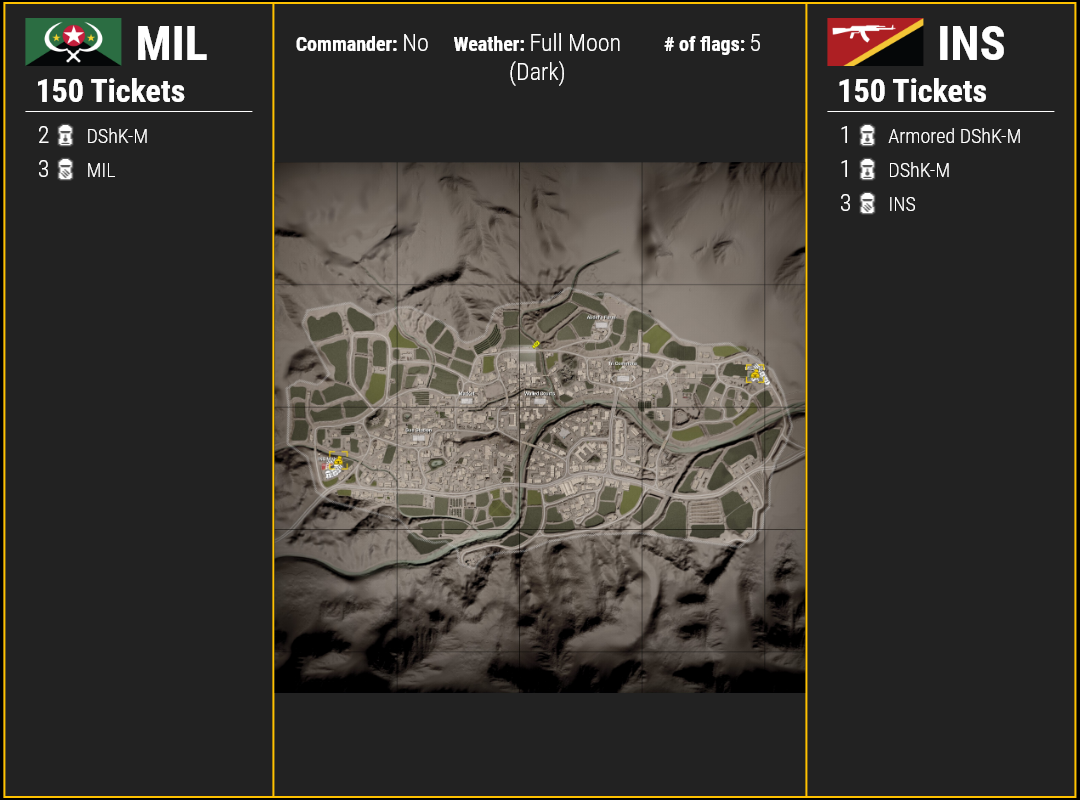 MIL
150 Tickets
2 DShK-M
3 MIL
Commander: No
Weather: Full Moon
(Dark)
# of flags: 5
INS
150 Tickets
1 Armored DShK-M
1 DShK-M
3 INS